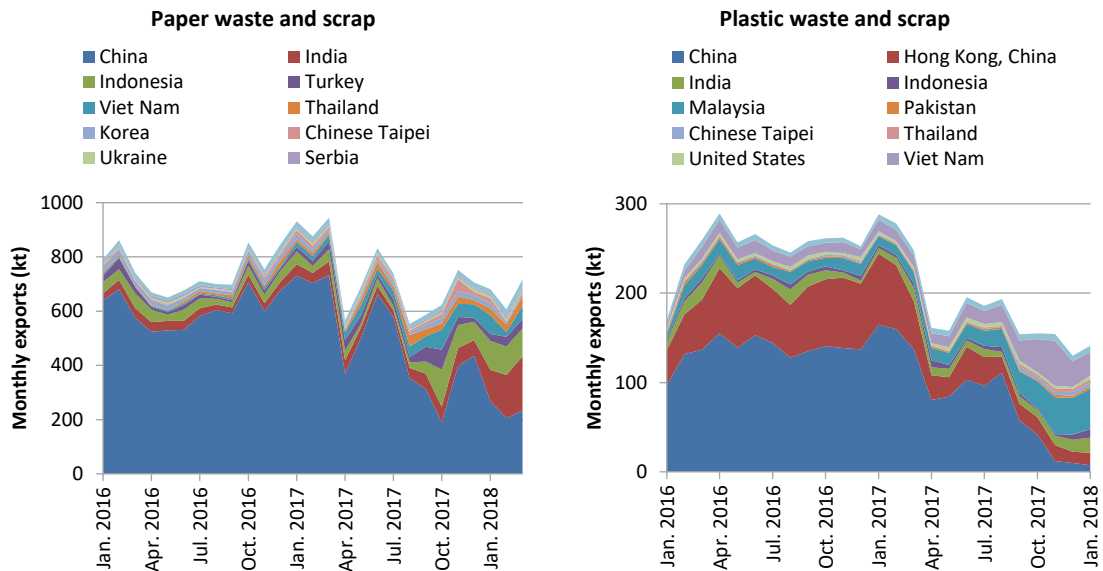 Paper waste and scrap
China
India
Indonesia
Turkey
Viet Nam
Thailand
Korea
Chinese Taipei
Ukraine
Serbia
Monthly exports (kt)
1000
800
600
400
200
0
Jan. 2016
Apr. 2016
Jul. 2016
Oct. 2016
Jan. 2017
Apr. 2017
Jul. 2017
Oct. 2017
Jan. 2018
Plastic waste and scrap
China
Hong Kong, China
India
Indonesia
Malaysia
Pakistan
Chinese Taipei
Thailand
United States
Viet Nam
Monthly exports (kt)
300
200
100
0
Jan. 2016
Apr. 2016
Jul. 2016
Oct. 2016
Jan. 2017
Apr. 2017
Jul. 2017
Oct. 2017
Jan. 2018